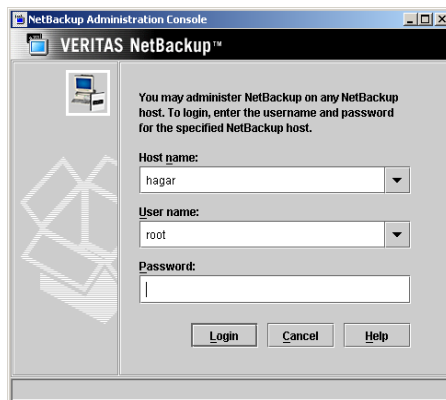 NetBackup Administration Console
VERITAS NetBackup™
You may administer NetBackup on any NetBackup
host. To login, enter the username and password
for the specified NetBackup host.
Host name:
hagar
User name:
root
Password:
Login Cancel Help